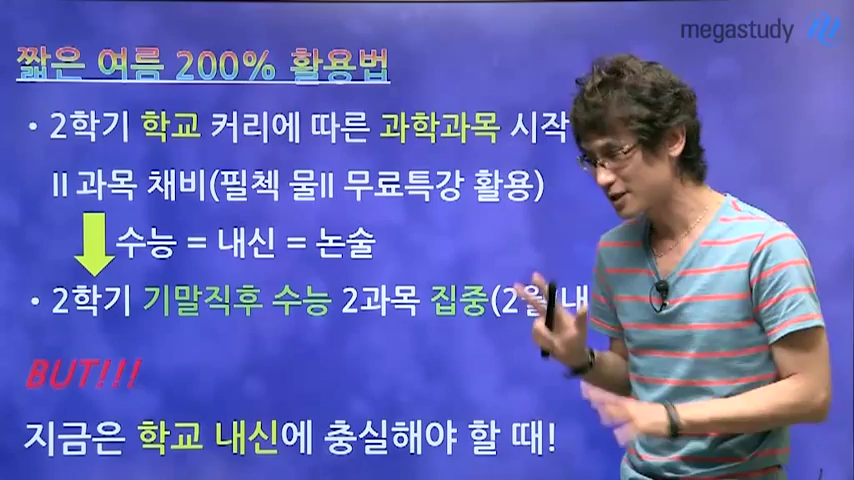 megastudy
짧은 여름 200% 활용법
• 2학기 학교 커리에 따른 과학과목 시작
II 과목 채비(필첵 물II 무료특강 활용)
수능 = 내신 = 논술
• 2학기 기말직후 수능 2과목 집중(2월 내
BUT!!!
지금은 학교 내신에 충실해야 할 때!